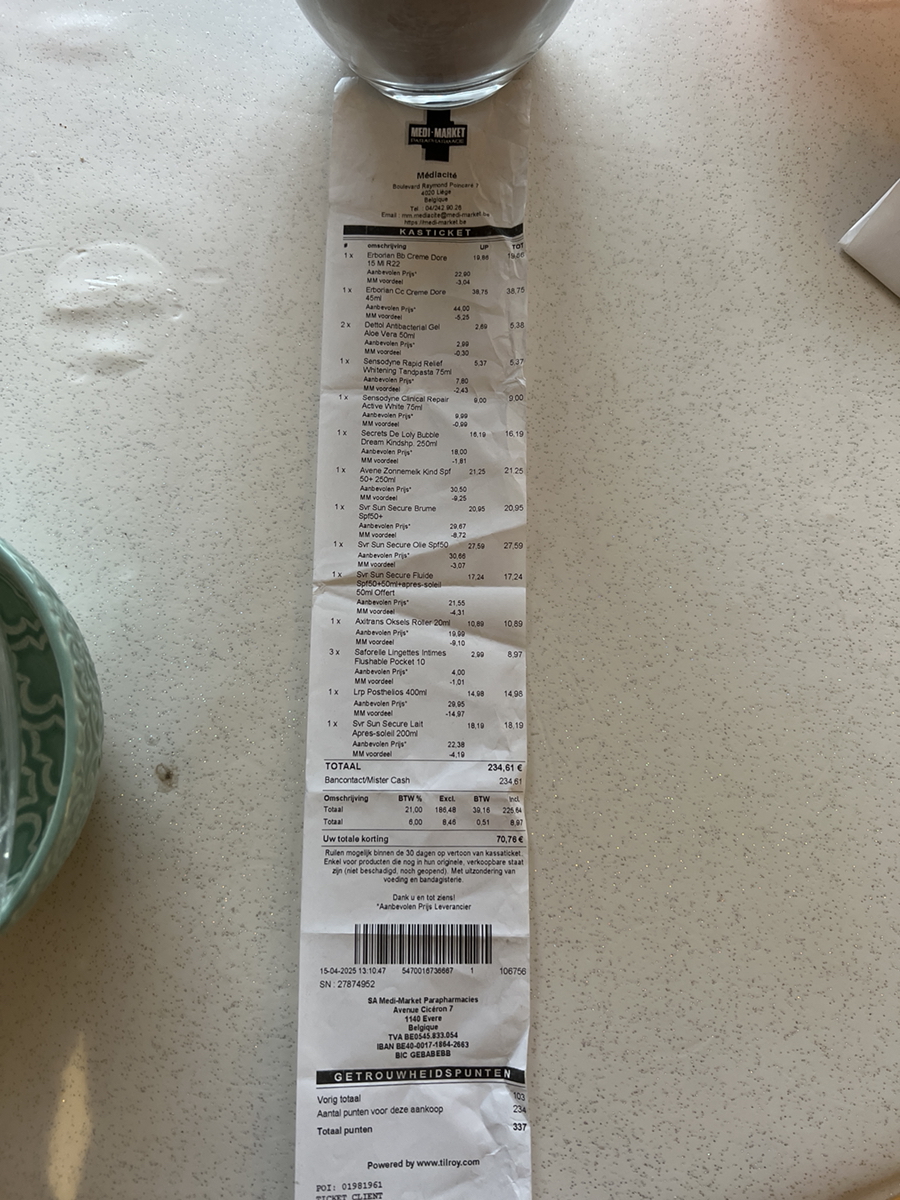 MEDI-MARKET
PARAPHARMACIE
Médiacité
Boulevard Raymond Poincaré 7
4020 Liège
Belgique
Tel : 04/242 90 26
Email : mm.mediacite@medi-market.be
https://medi-market.be
KASTICKET
# omschrijving UP TOT
1 x Erborian Bb Creme Dore 19,86 19,86
15 Ml R22
Aanbevolen Prijs* 22,90
MM voordeel -3,04
1 x Erborian Cc Creme Dore 38,75 38,75
45ml
Aanbevolen Prijs* 44,00
MM voordeel -5,25
2 x Dettol Antibacterial Gel 2,69 5,38
Aloe Vera 50ml
Aanbevolen Prijs* 2,99
MM voordeel -0,30
1 x Sensodyne Rapid Relief 5,37 5,37
Whitening Tandpasta 75ml
Aanbevolen Prijs* 7,80
MM voordeel -2,43
1 x Sensodyne Clinical Repair 9,00 9,00
Active White 75ml
Aanbevolen Prijs* 9,99
MM voordeel -0,99
1 x Secrets De Loly Bubble 16,19 16,19
Dream Kindshp. 250ml
Aanbevolen Prijs* 18,00
MM voordeel -1,81
1 x Avene Zonnemelk Kind Spf 21,25 21,25
50+ 250ml
Aanbevolen Prijs* 30,50
MM voordeel -9,25
1 x Svr Sun Secure Brume 20,95 20,95
Spf50+
Aanbevolen Prijs* 29,67
MM voordeel -8,72
1 x Svr Sun Secure Olie Spf50 27,59 27,59
Aanbevolen Prijs* 30,66
MM voordeel -3,07
1 x Svr Sun Secure Fluide 17,24 17,24
Spf50+50ml+apres-soleil
50ml Offert
Aanbevolen Prijs* 21,55
MM voordeel -4,31
1 x Axitrans Oksels Roller 20ml 10,89 10,89
Aanbevolen Prijs* 19,99
MM voordeel -9,10
3 x Saforelle Lingettes Intimes 2,99 8,97
Flushable Pocket 10
Aanbevolen Prijs* 4,00
MM voordeel -1,01
1 x Lrp Posthelios 400ml 14,98 14,98
Aanbevolen Prijs* 29,95
MM voordeel -14,97
1 x Svr Sun Secure Lait 18,19 18,19
Apres-soleil 200ml
Aanbevolen Prijs* 22,38
MM voordeel -4,19
TOTAAL 234,61 €
Bancontact/Mister Cash 234,61
Omschrijving BTW % Excl. BTW Incl.
Totaal 21,00 186,48 39,16 225,64
Totaal 6,00 8,46 0,51 8,97
Uw totale korting 70,76 €
Ruilen mogelijk binnen de 30 dagen op vertoon van kassaticket.
Enkel voor producten die nog in hun originele, verkoopbare staat
zijn (niet beschadigd, noch geopend). Met uitzondering van
voeding en bandagisterie.
Dank u en tot ziens!
*Aanbevolen Prijs Leverancier
15-04-2025 13:10:47 5470016736667 1 106756
SN : 27874952
SA Medi-Market Parapharmacies
Avenue Cicéron 7
1140 Evere
Belgique
TVA BE0545.833.054
IBAN BE40-0017-1864-2663
BIC GEBABEBB
GETROUWHEIDSPUNTEN
Vorig totaal 103
Aantal punten voor deze aankoop 234
Totaal punten 337
Powered by www.tilroy.com
POI: 01981961
TICKET CLIENT